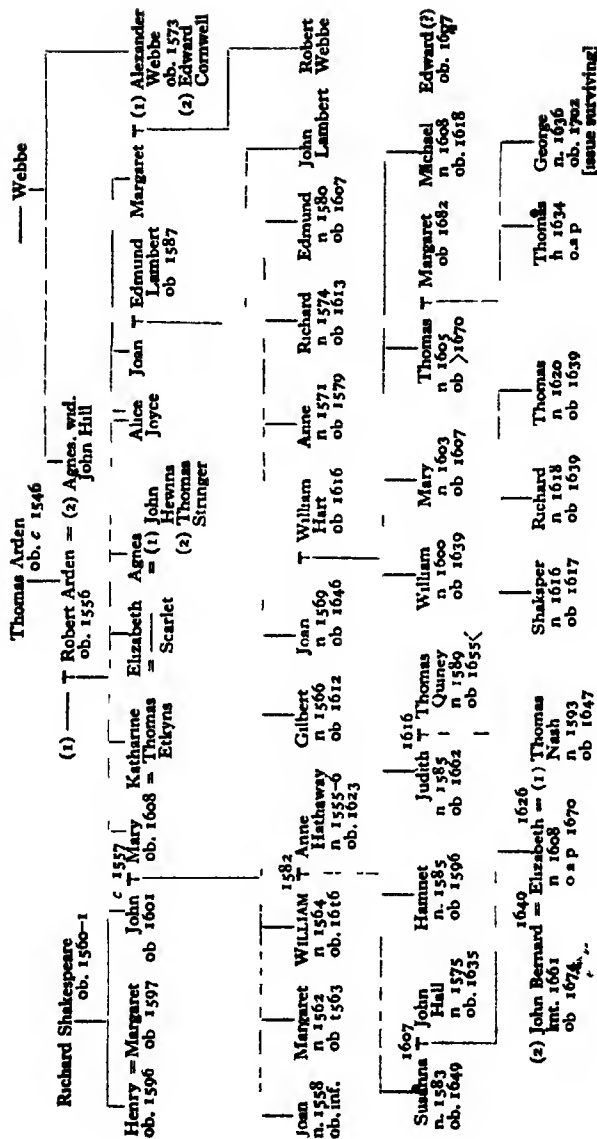 Thomas Arden
ob. c 1546
—— Webbe
Richard Shakespeare
ob. 1560-1
(1) —— Robert Arden = (2) Agnes, wid.
ob. 1556
John Hill
Henry = Margaret
ob. 1596 ob 1597
John
ob 1601
c 1557
Mary
ob. 1608
Katharine
= Thomas
Etkyns
Elizabeth
= ——
Scarlet
Agnes
= (1) John
Hewins
(2) Thomas
Stringer
Alice
Joyce
Joan
Edmund
Lambert
ob 1587
Margaret
(1) Alexander
Webbe
ob. 1573
(2) Edward
Cornwell
Joan
n. 1558
ob. inf.
Margaret
n 1562
ob 1563
WILLIAM
n 1564
ob. 1616
1582
Anne
Hathaway
n 1555-6
ob. 1623
Gilbert
n 1566
ob 1612
Joan
n 1569
ob 1646
William
Hart
ob 1616
Anne
n 1571
ob 1579
Richard
n 1574
ob 1613
Edmund
n 1580
ob 1607
John
Lambert
Robert
Webbe
Susanna
n. 1583
ob. 1649
1607
John
Hall
n 1575
ob. 1635
Hamnet
n. 1585
ob 1596
Judith
n 1585
ob 1662
1616
Thomas
Quiney
n 1589
ob 1655<
William
n 1600
ob 1639
Mary
n 1603
ob 1607
Thomas
n 1605
ob >1670
Margaret
ob 1682
Michael
n 1608
ob. 1618
Edward (?)
ob.
1640
1626
(2) John Bernard = Elizabeth = (1) Thomas
knt. 1661
ob 1674
n 1608
o s p 1670
Nash
n 1593
ob 1647
Shaksper
n 1616
ob 1617
Richard
n 1618
ob 1639
Thomas
n 1620
ob 1639
Thomas
h 1634
o.s p
George
n. 1636
ob. 1702
[issue surviving]